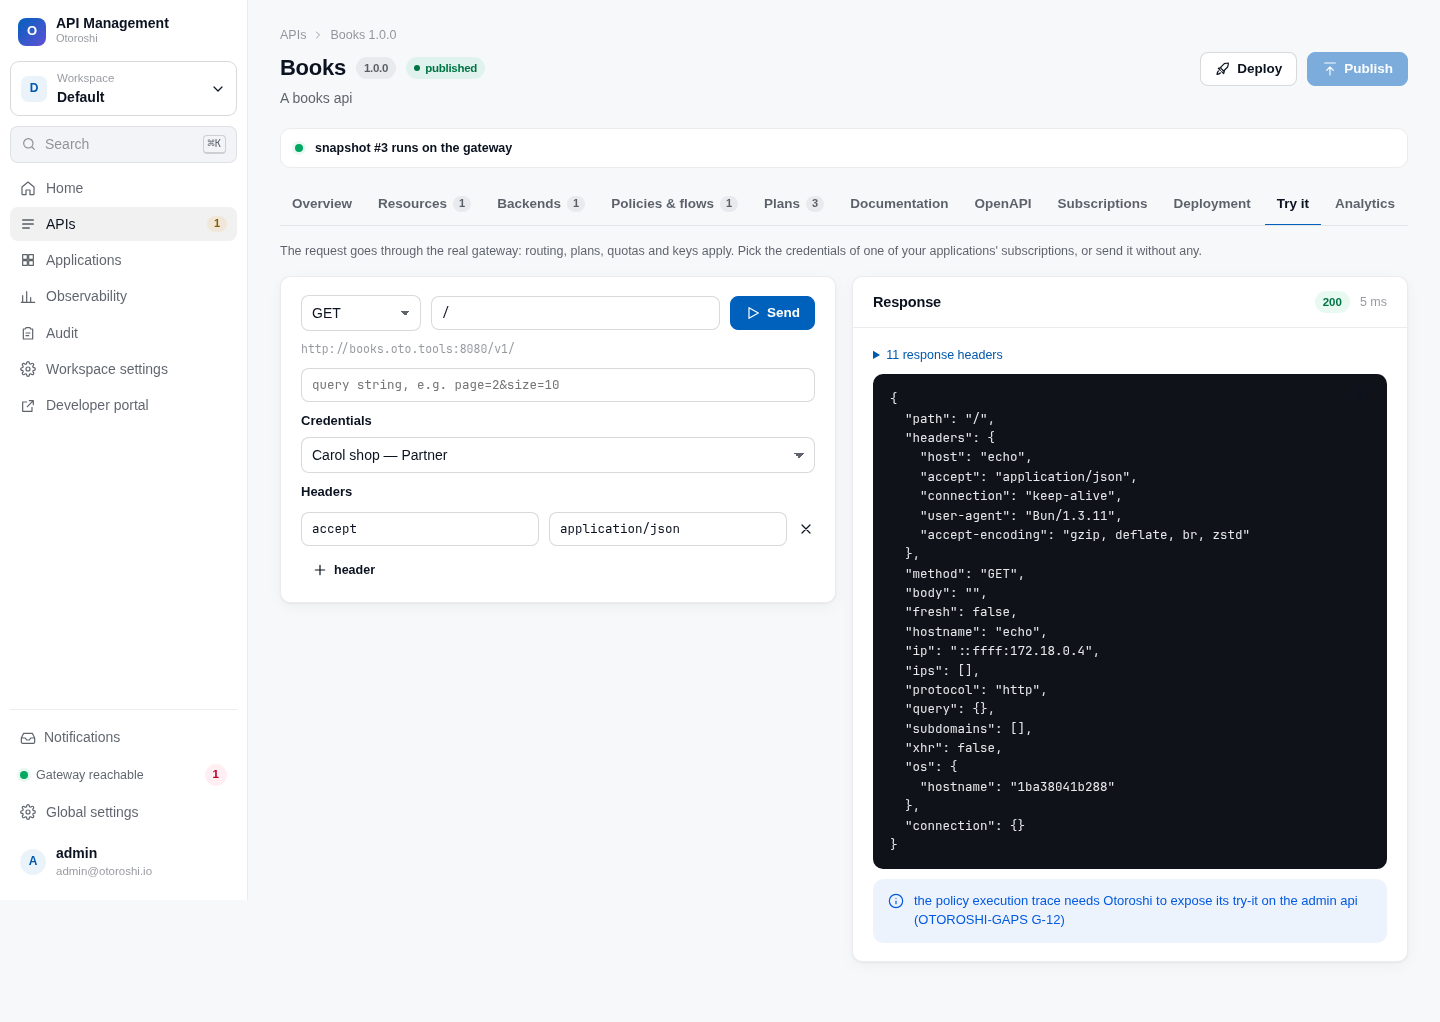 O
API Management
Otoroshi
D
Workspace
Default
Search
⌘K
Home
APIs
1
Applications
Observability
Audit
Workspace settings
Developer portal
Notifications
Gateway reachable
1
Global settings
A
admin
admin@otoroshi.io
APIs
Books 1.0.0
Books
1.0.0
published
A books api
Deploy
Publish
snapshot #3 runs on the gateway
Overview
Resources 1
Backends 1
Policies & flows 1
Plans 3
Documentation
OpenAPI
Subscriptions
Deployment
Try it
Analytics
The request goes through the real gateway: routing, plans, quotas and keys apply. Pick the credentials of one of your applications' subscriptions, or send it without any.
GET
/
Send
http://books.oto.tools:8080/v1/
query string, e.g. page=2&size=10
Credentials
Carol shop — Partner
Headers
accept
application/json
header
Response
200
5 ms
11 response headers
{
  "path": "/",
  "headers": {
    "host": "echo",
    "accept": "application/json",
    "connection": "keep-alive",
    "user-agent": "Bun/1.3.11",
    "accept-encoding": "gzip, deflate, br, zstd"
  },
  "method": "GET",
  "body": "",
  "fresh": false,
  "hostname": "echo",
  "ip": "::ffff:172.18.0.4",
  "ips": [],
  "protocol": "http",
  "query": {},
  "subdomains": [],
  "xhr": false,
  "os": {
    "hostname": "1ba38041b288"
  },
  "connection": {}
}
the policy execution trace needs Otoroshi to expose its try-it on the admin api
(OTOROSHI-GAPS G-12)